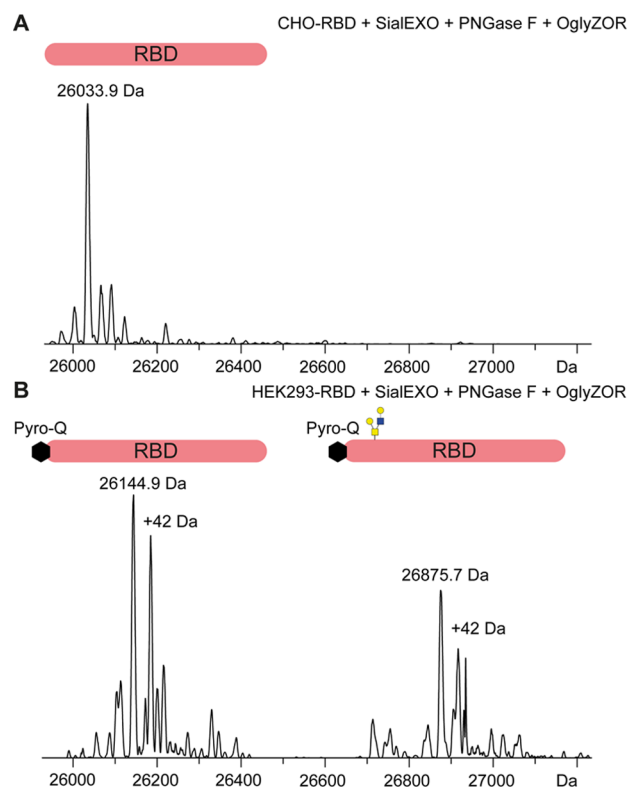 A
CHO-RBD + SialEXO + PNGase F + OglyZOR
RBD
26033.9 Da
26000 26200 26400 26600 26800 27000 Da
B
HEK293-RBD + SialEXO + PNGase F + OglyZOR
Pyro-Q
RBD
Pyro-Q
RBD
26144.9 Da
+42 Da
26875.7 Da
+42 Da
26000 26200 26400 26600 26800 27000 Da